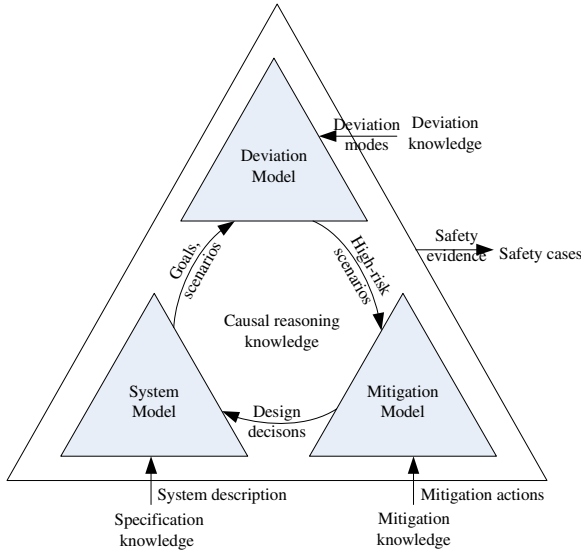 Deviation
Model
Deviation
modes
Deviation
knowledge
Safety
evidence
Safety cases
Goals,
scenarios
High-risk
scenarios
Causal reasoning
knowledge
System
Model
Design
decisons
Mitigation
Model
System description
Specification
knowledge
Mitigation actions
Mitigation
knowledge